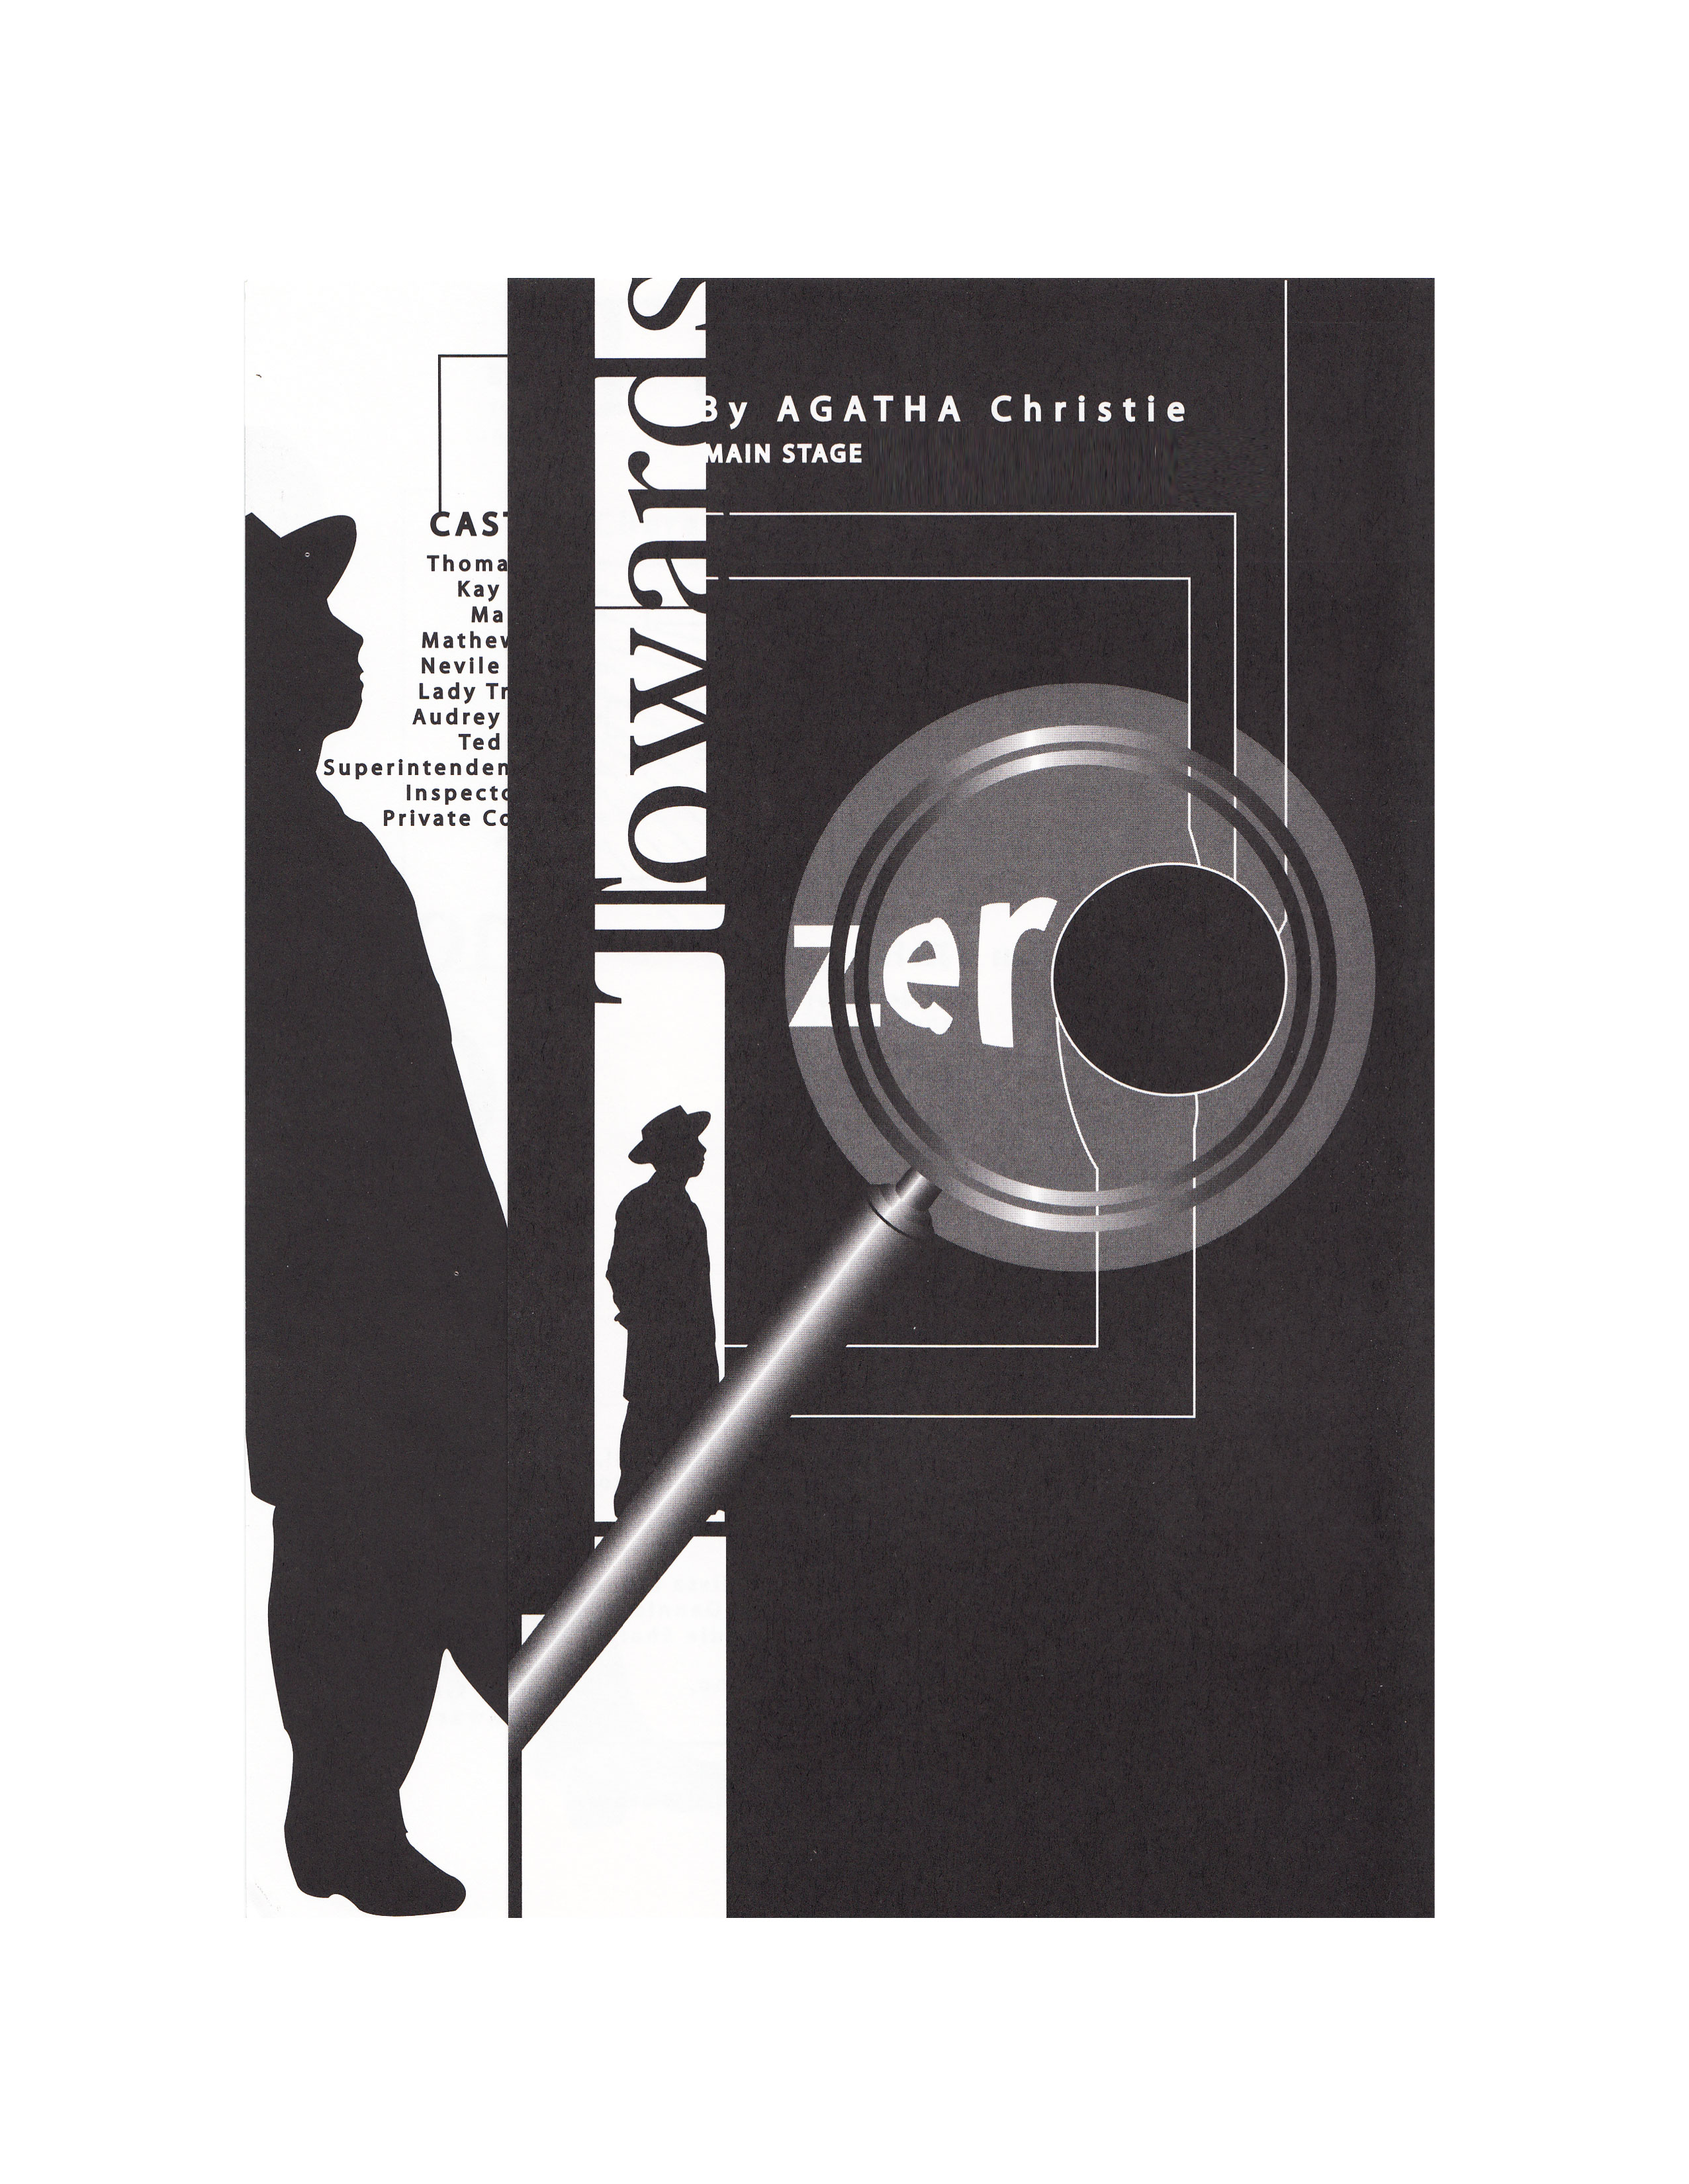 Towards
zer
By AGATHA Christie
MAIN STAGE
CAST
Thoma
Kay
Ma
Mathew
Nevile
Lady Tr
Audrey
Ted
Superintenden
Inspecto
Private Co